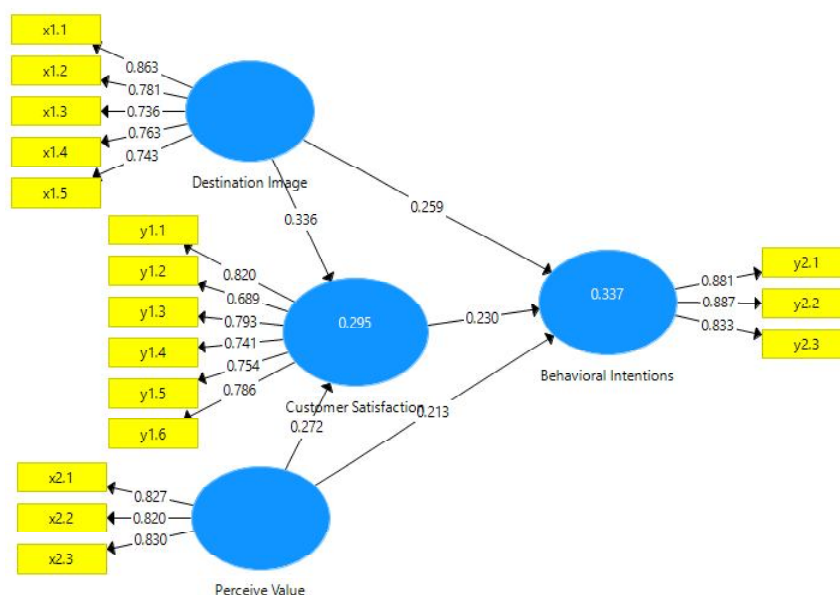 x1.1
x1.2
x1.3
x1.4
x1.5
0.863
0.781
0.736
0.763
0.743
Destination Image
0.336
0.259
y1.1
y1.2
y1.3
y1.4
y1.5
y1.6
0.820
0.689
0.793
0.741
0.754
0.786
0.295
Customer Satisfaction
0.230
0.272
0.213
0.337
Behavioral Intentions
0.881
0.887
0.833
y2.1
y2.2
y2.3
x2.1
x2.2
x2.3
0.827
0.820
0.830
Perceive Value